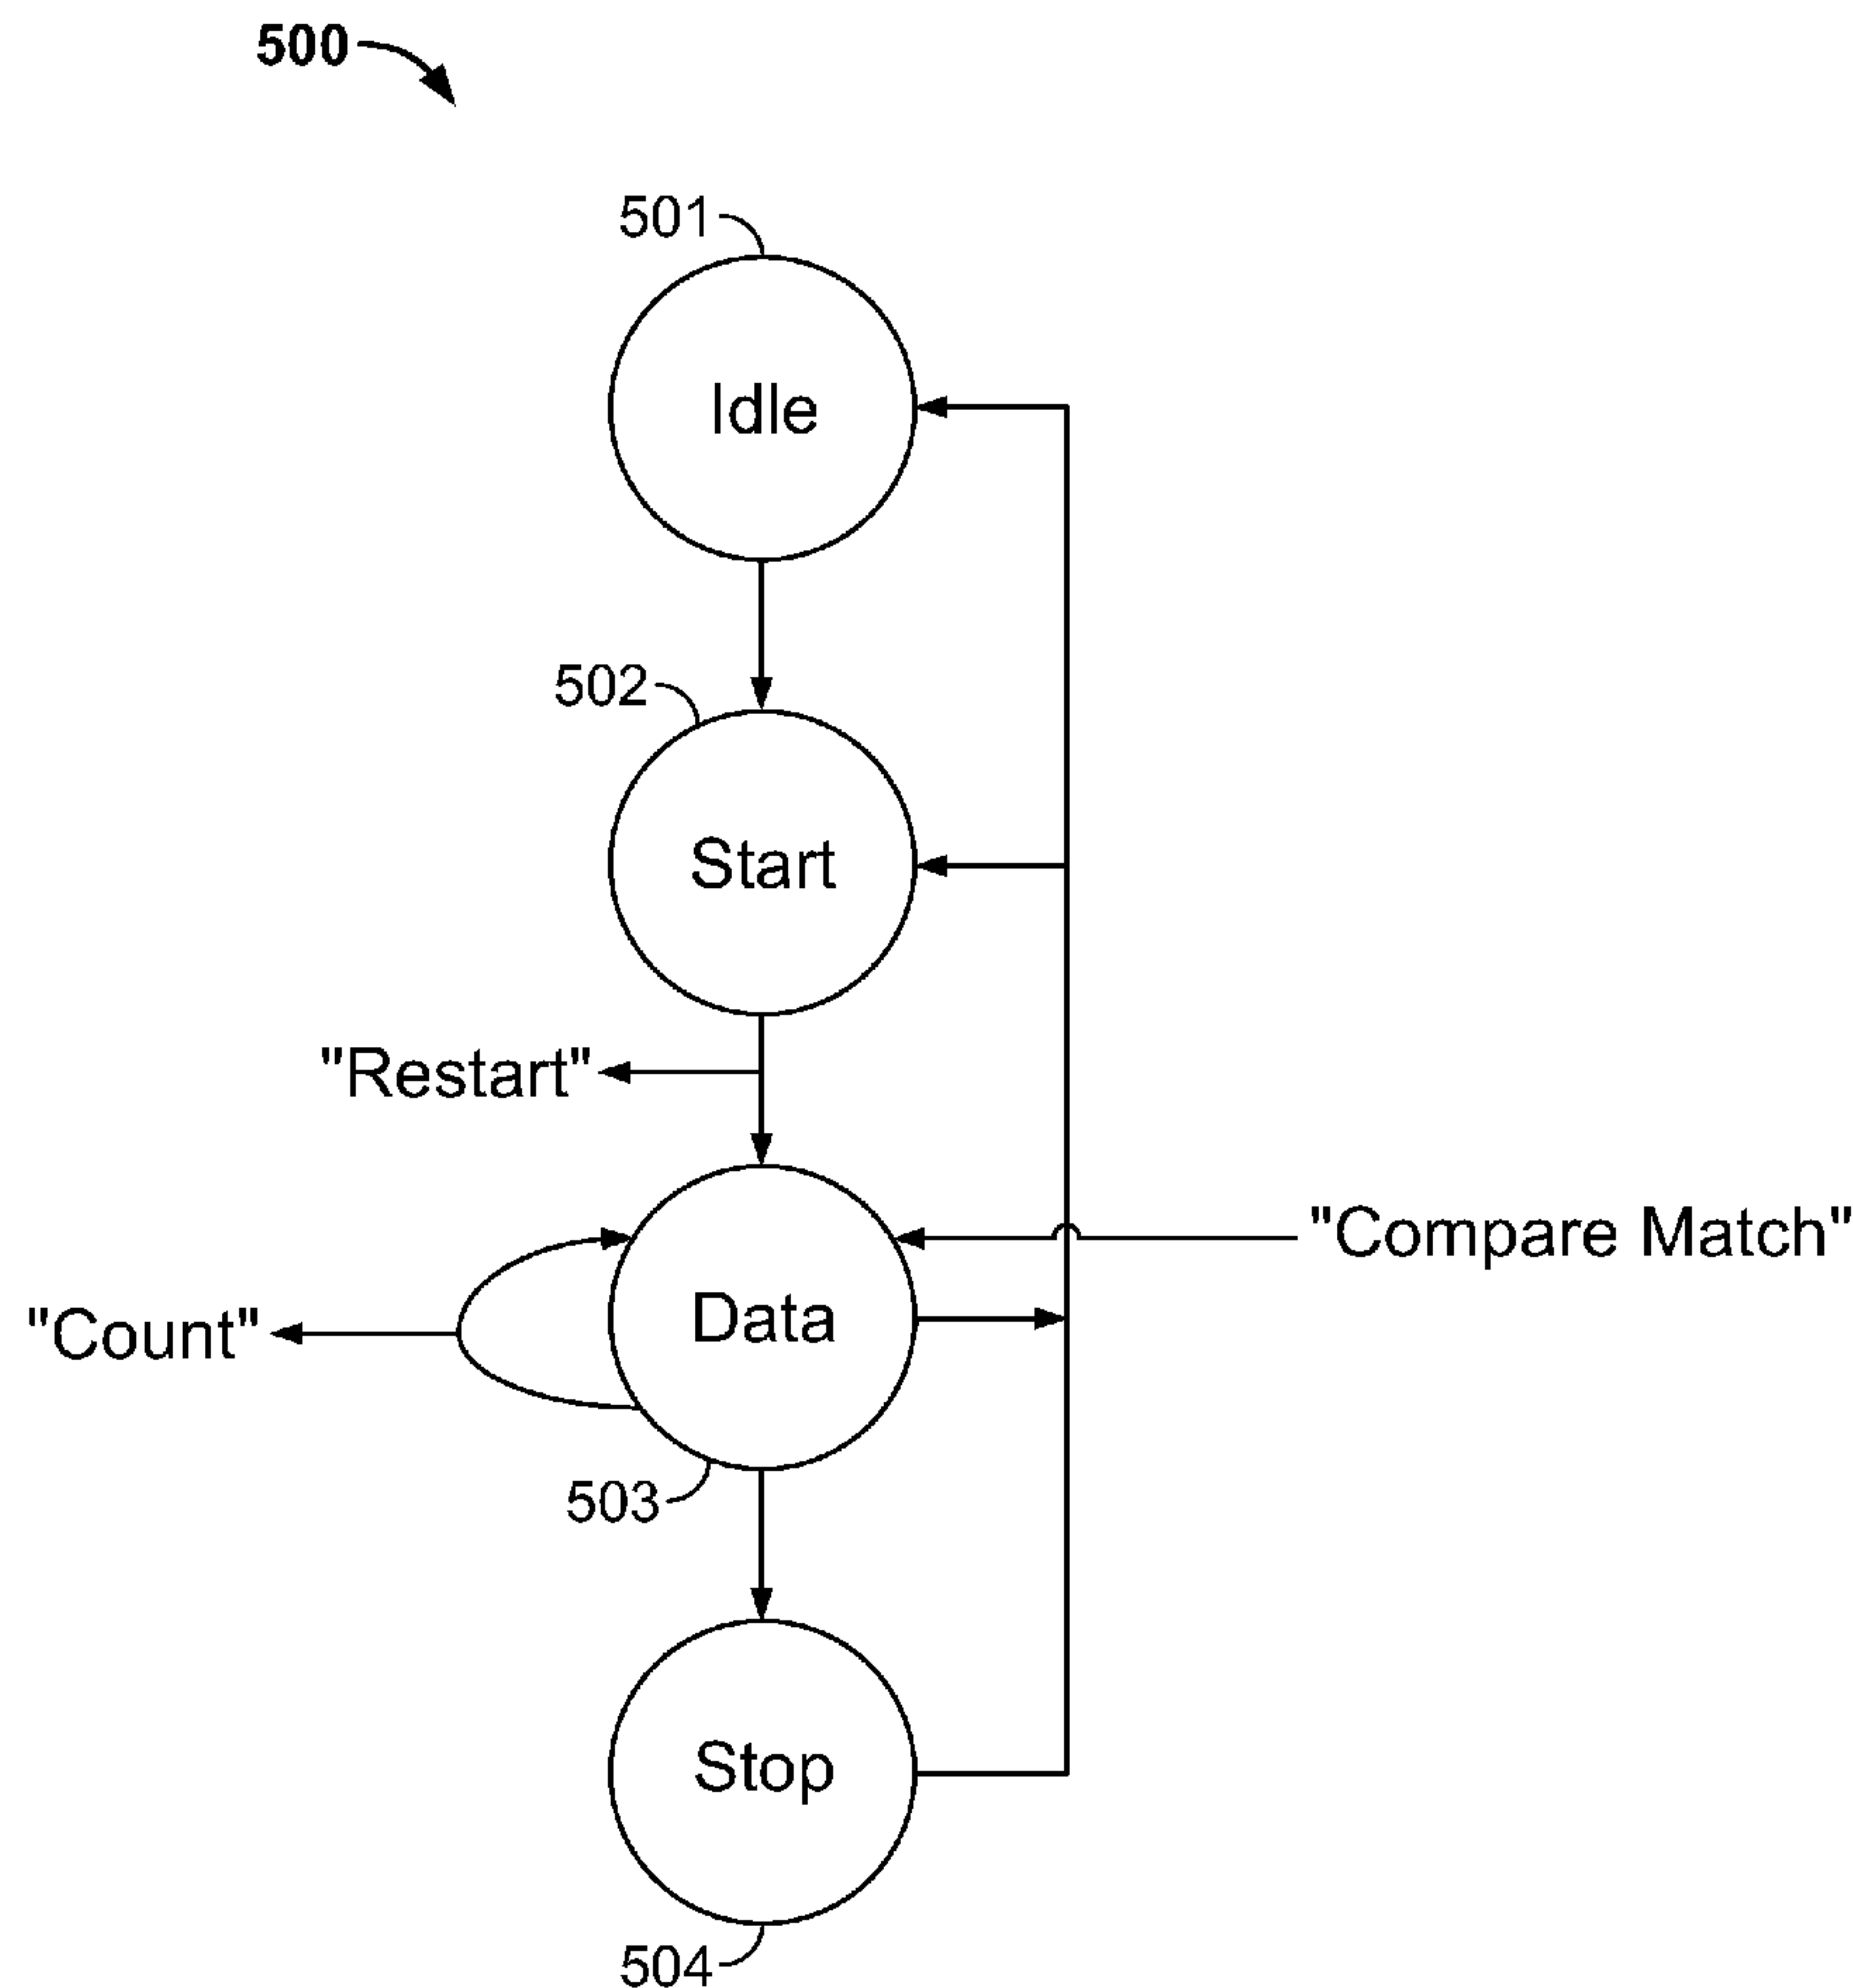 500
501
Idle
502
Start
"Restart"
"Compare Match"
"Count"
Data
503
Stop
504